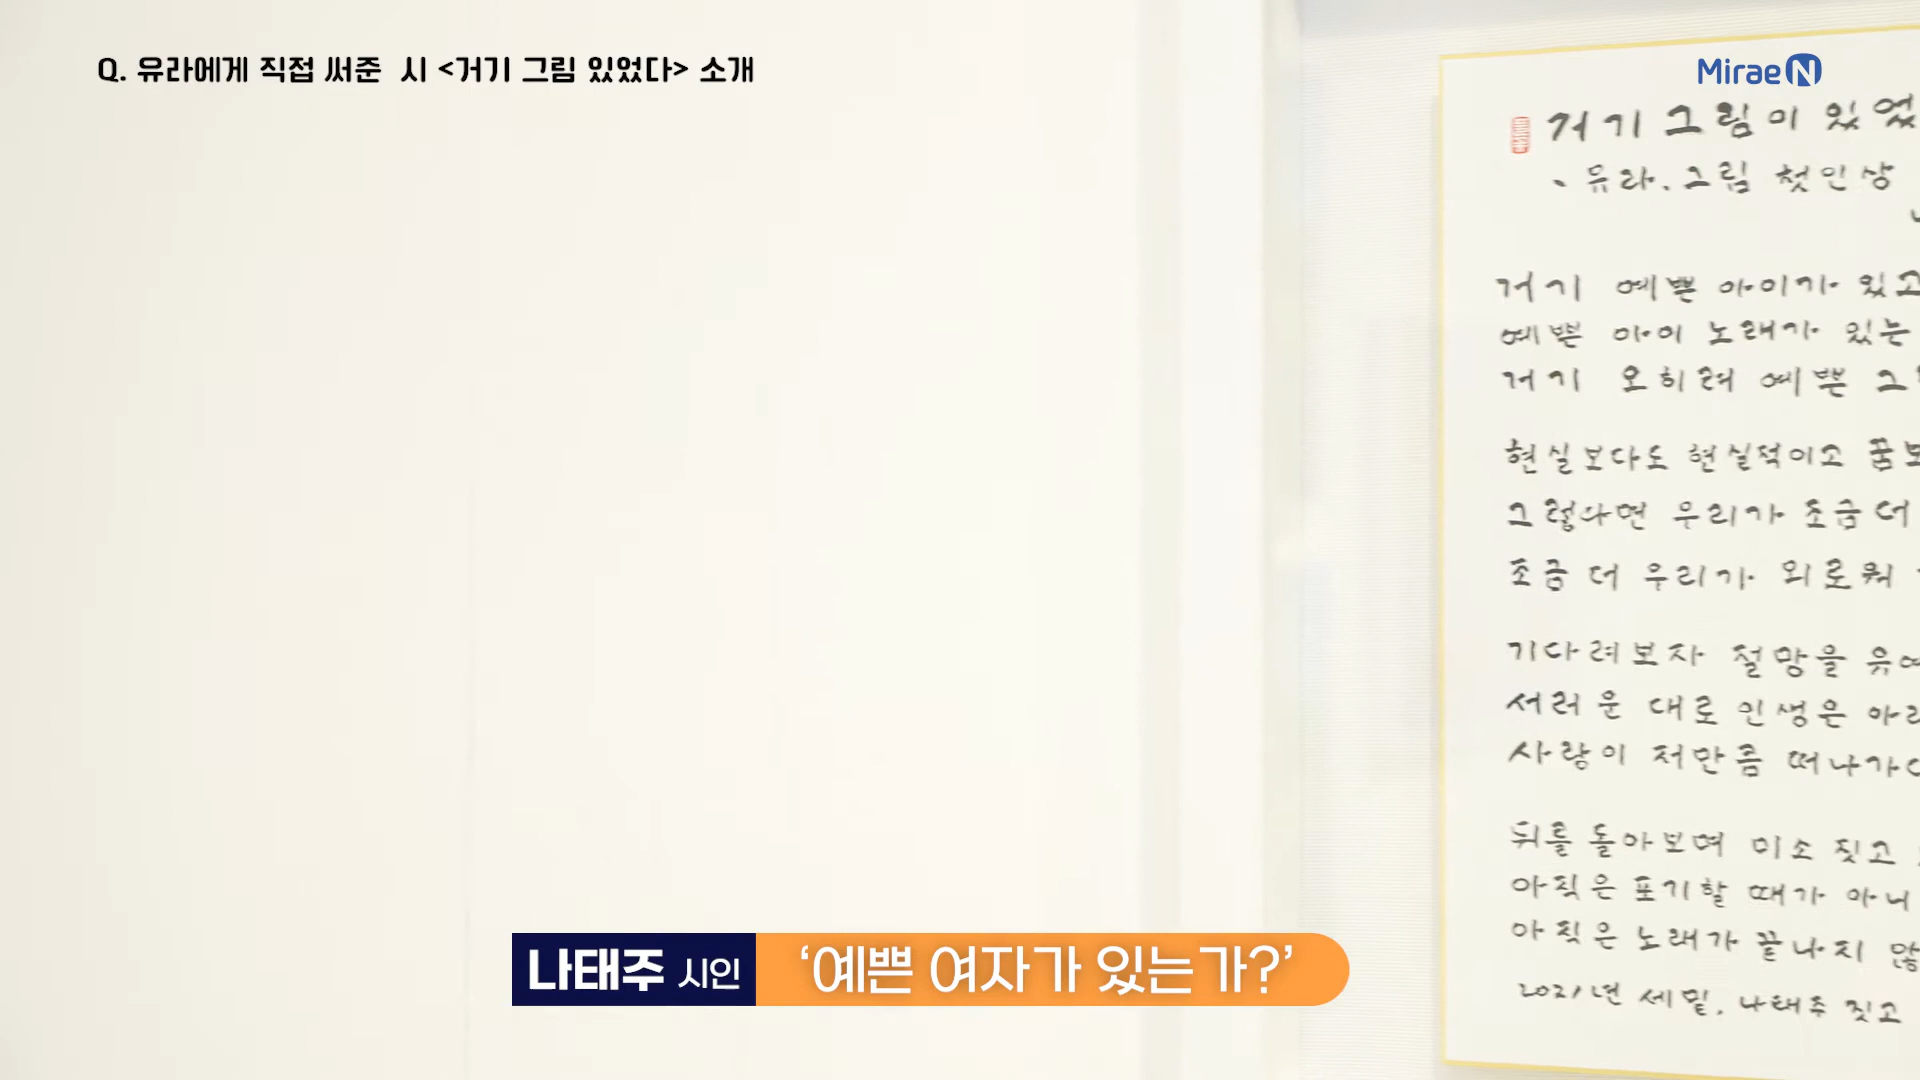 Q. 유라에게 직접 써준 시 <거기 그림 있었다> 소개
MiraeN
거기 그림이 있었
- 유라. 그림 첫인상
거기 예쁜 아이가 있고
예쁜 아이 노래가 있는
거기 오히려 예쁜
현실보다도 현실적이고 꿈보
그렇다면 우리가 조금 더
조금 더 우리가 외로워
기다려보자 절망을 유예
서러운 대로 인생은 아
사랑이 저만큼 떠나가
뒤를 돌아보며 미소 짓고
아직은 포기할 때가 아니
아직은 노래가 끝나지 않
2021년 세밑. 나태주 짓고
나태주 시인 ‘예쁜 여자가 있는가?’